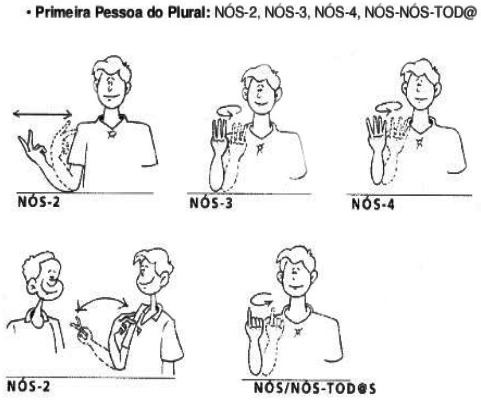 • Primeira Pessoa do Plural: NÓS-2, NÓS-3, NÓS-4, NÓS-NÓS-TOD@
NÓS-2 NÓS-3 NÓS-4
NÓS-2 NÓS/NÓS-TOD@S